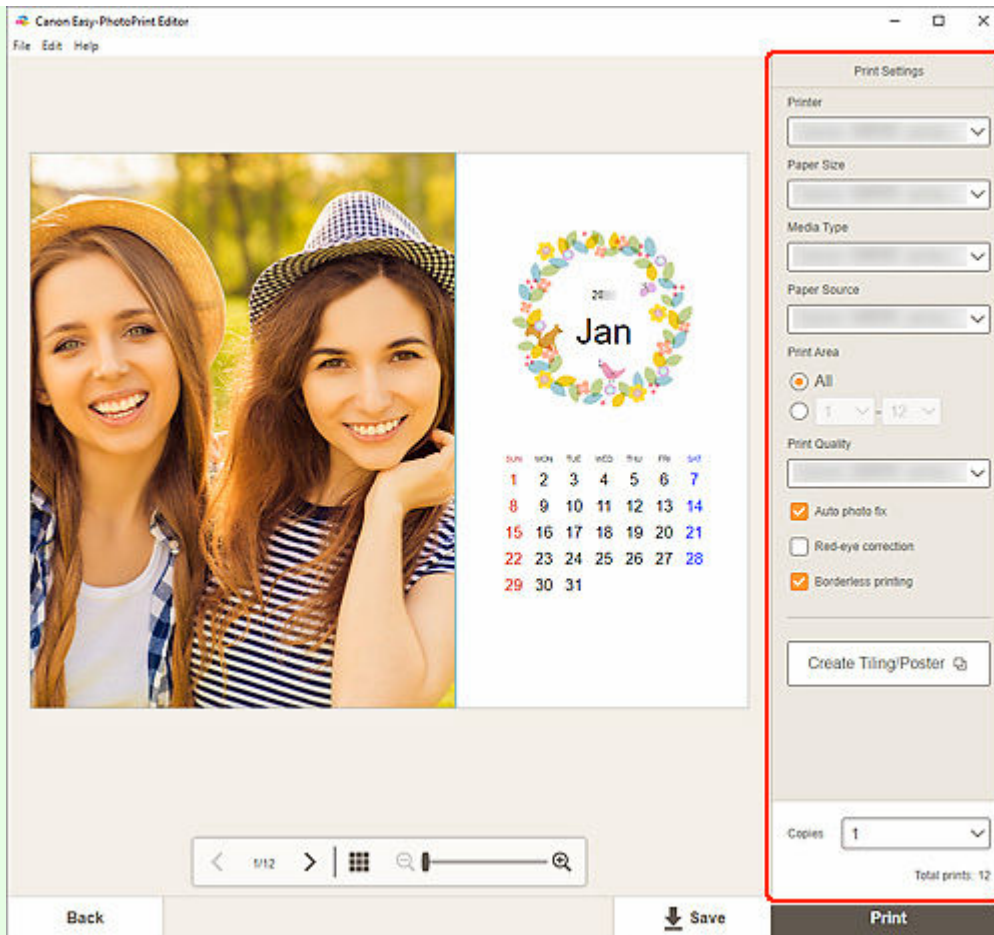 Canon Easy-PhotoPrint Editor
File Edit Help
Print Settings
Printer
Paper Size
Media Type
Paper Source
Print Area
All
1 - 12
Print Quality
Auto photo fix
Red-eye correction
Borderless printing
Create Tiling/Poster
Copies 1
Total prints: 12
20
Jan
SUN MON TUE WED THU FRI SAT
1 2 3 4 5 6 7
8 9 10 11 12 13 14
15 16 17 18 19 20 21
22 23 24 25 26 27 28
29 30 31
1/12
Back
Save
Print